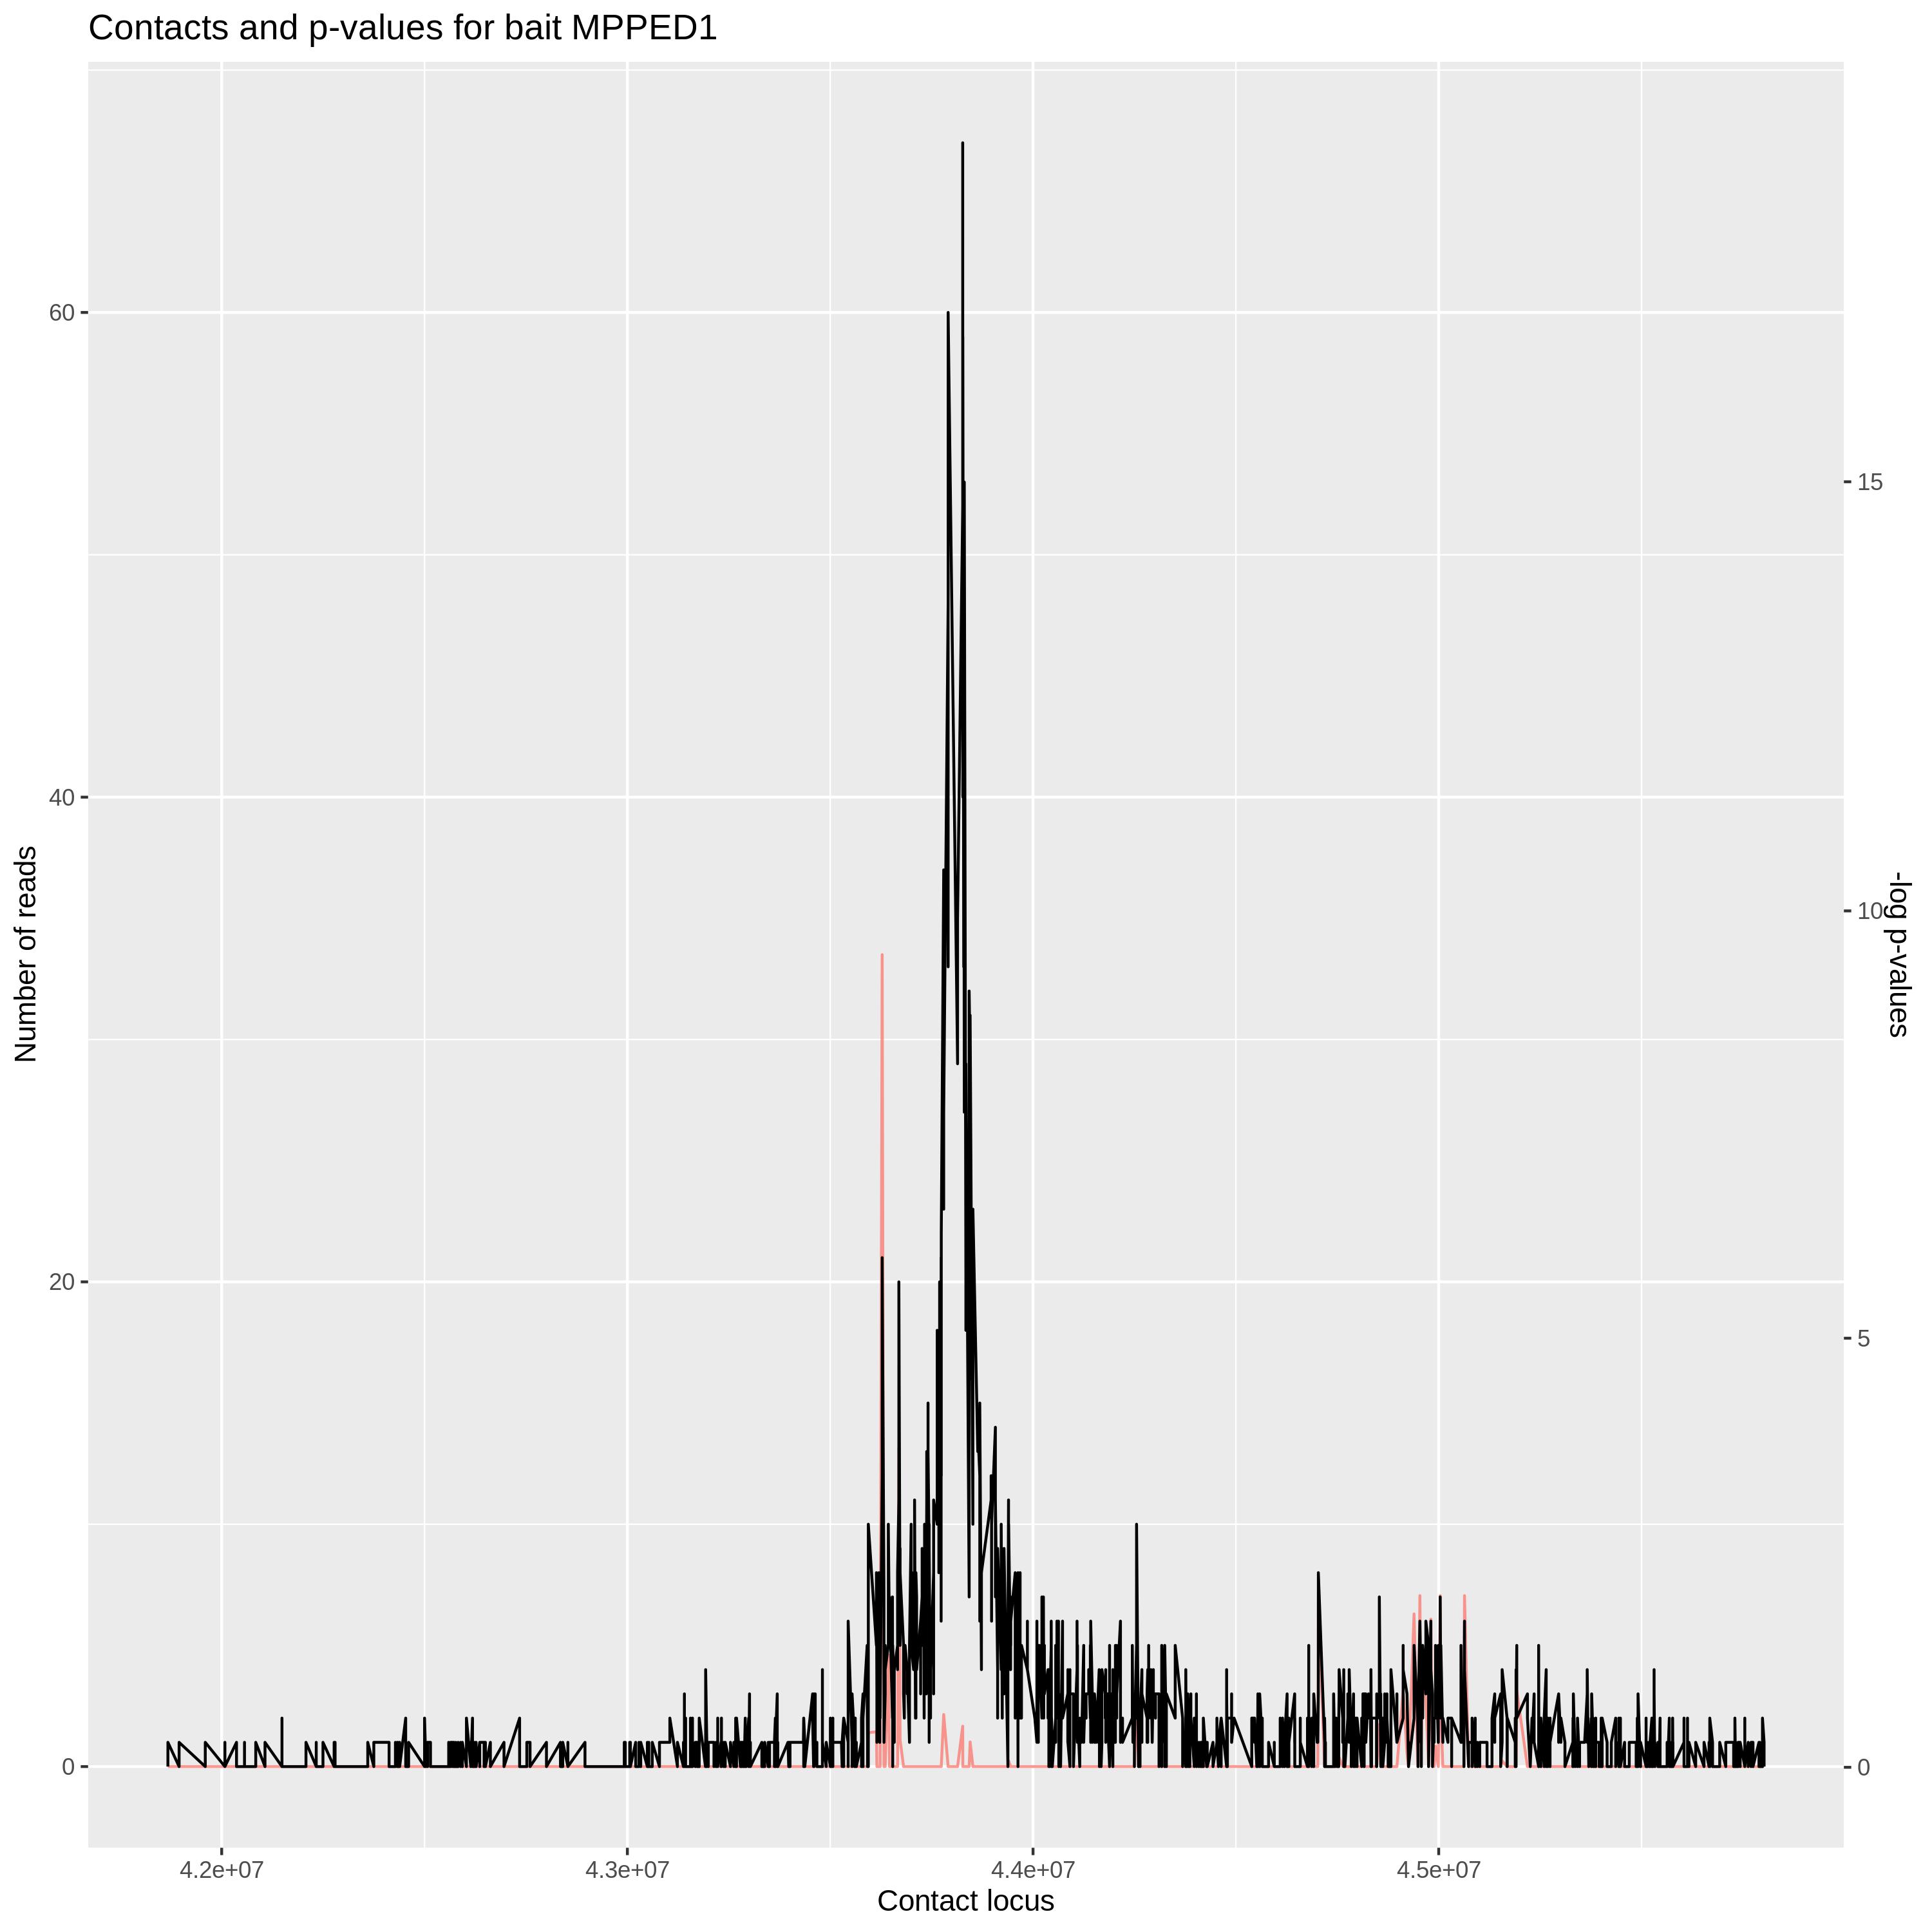 Contacts and p-values for bait MPPED1
Number of reads
60
40
20
0
15
10
5
0
-log p-values
4.2e+07 4.3e+07 4.4e+07 4.5e+07
Contact locus